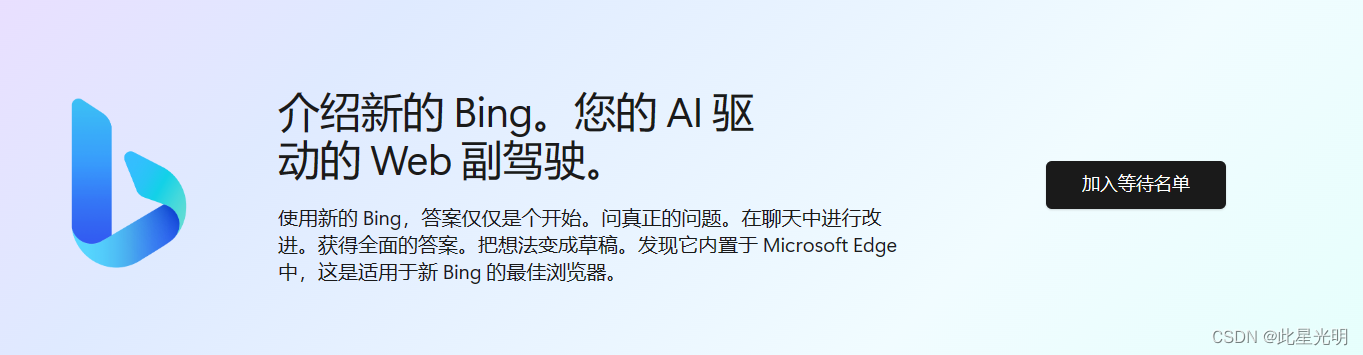 介绍新的 Bing。您的 AI 驱
动的 Web 副驾驶。
使用新的 Bing，答案仅仅是个开始。问真正的问题。在聊天中进行改
进。获得全面的答案。把想法变成草稿。发现它内置于 Microsoft Edge
中，这是适用于新 Bing 的最佳浏览器。
加入等待名单
CSDN @此星光明